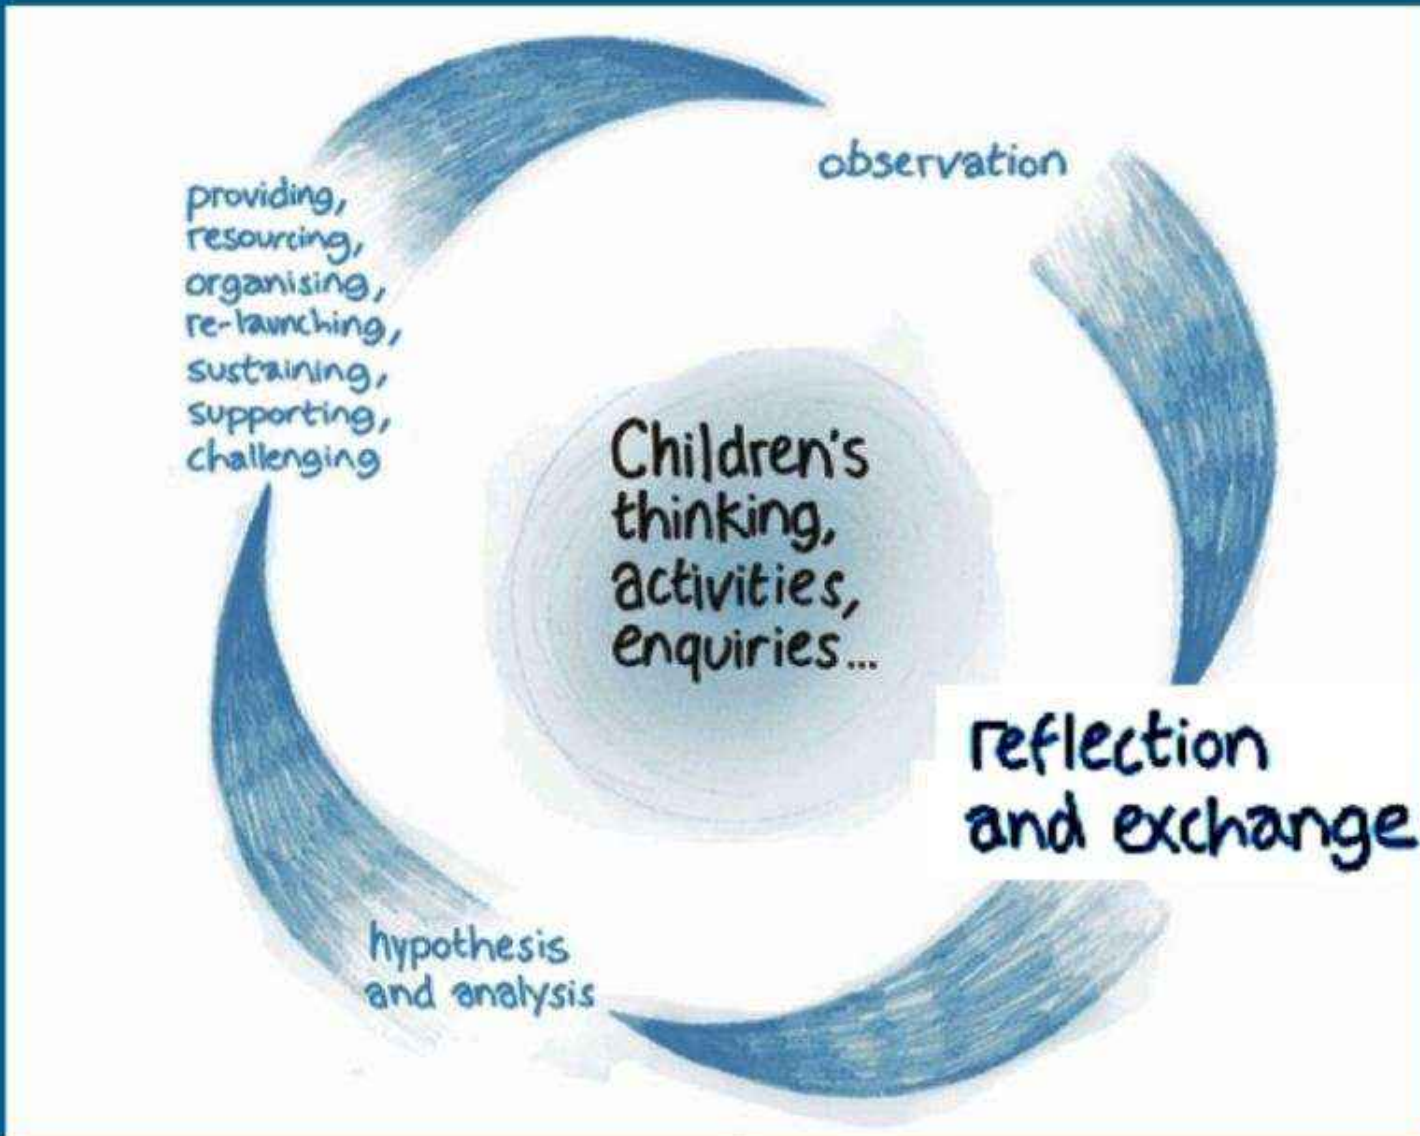 observation
providing,
resourcing,
organising,
re-launching,
sustaining,
supporting,
challenging
Children's
thinking,
activities,
enquiries...
reflection
and exchange
hypothesis
and analysis